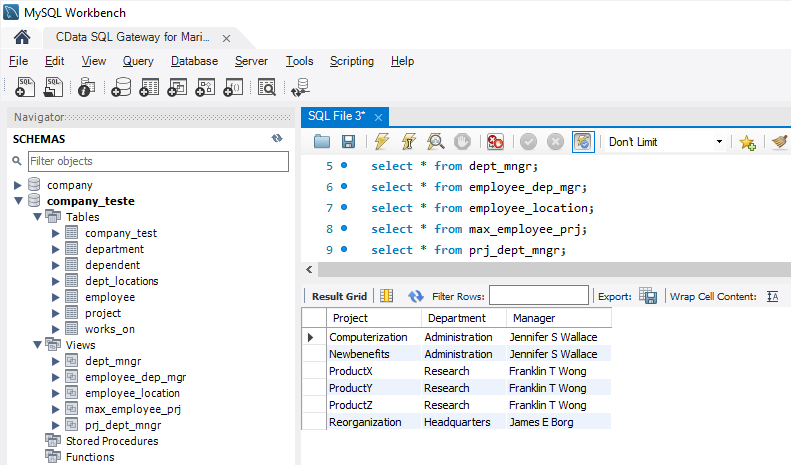 MySQL Workbench
CData SQL Gateway for Mari...
File Edit View Query Database Server Tools Scripting Help
SQL SQL
Navigator
SCHEMAS
Filter objects
company
company_teste
Tables
company_test
department
dependent
dept_locations
employee
project
works_on
Views
dept_mngr
employee_dep_mgr
employee_location
max_employee_prj
prj_dept_mngr
Stored Procedures
Functions
SQL File 3*
Don't Limit
5 select * from dept_mngr;
6 select * from employee_dep_mgr;
7 select * from employee_location;
8 select * from max_employee_prj;
9 select * from prj_dept_mngr;
Result Grid Filter Rows: Export: Wrap Cell Content: IA
Project Department Manager
Computerization Administration Jennifer S Wallace
Newbenefits Administration Jennifer S Wallace
ProductX Research Franklin T Wong
ProductY Research Franklin T Wong
ProductZ Research Franklin T Wong
Reorganization Headquarters James E Borg